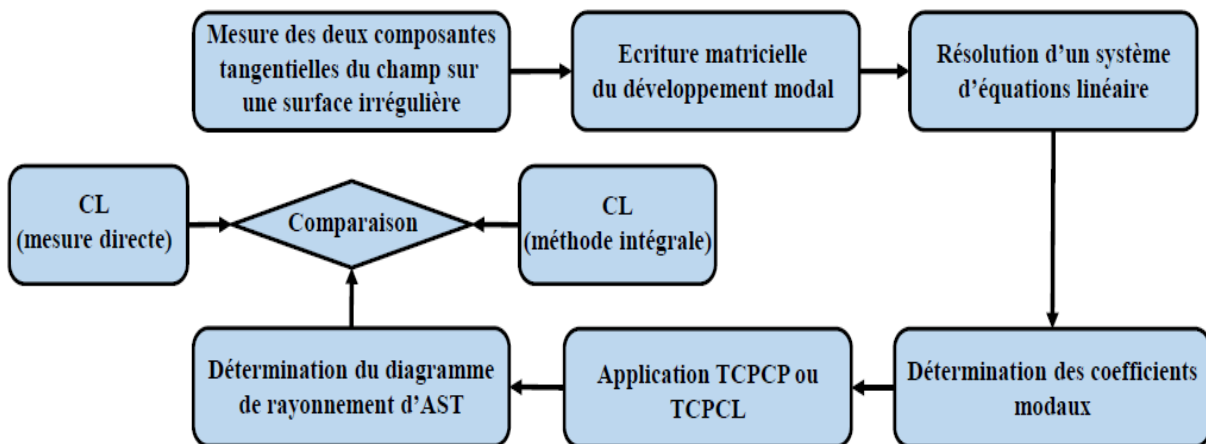 Mesure des deux composantes
tangentielles du champ sur
une surface irrégulière
Ecriture matricielle
du développement modal
Résolution d’un système
d’équations linéaire
CL
(mesure directe)
Comparaison
CL
(méthode intégrale)
Détermination du diagramme
de rayonnement d’AST
Application TCPCP ou
TCPCL
Détermination des coefficients
modaux